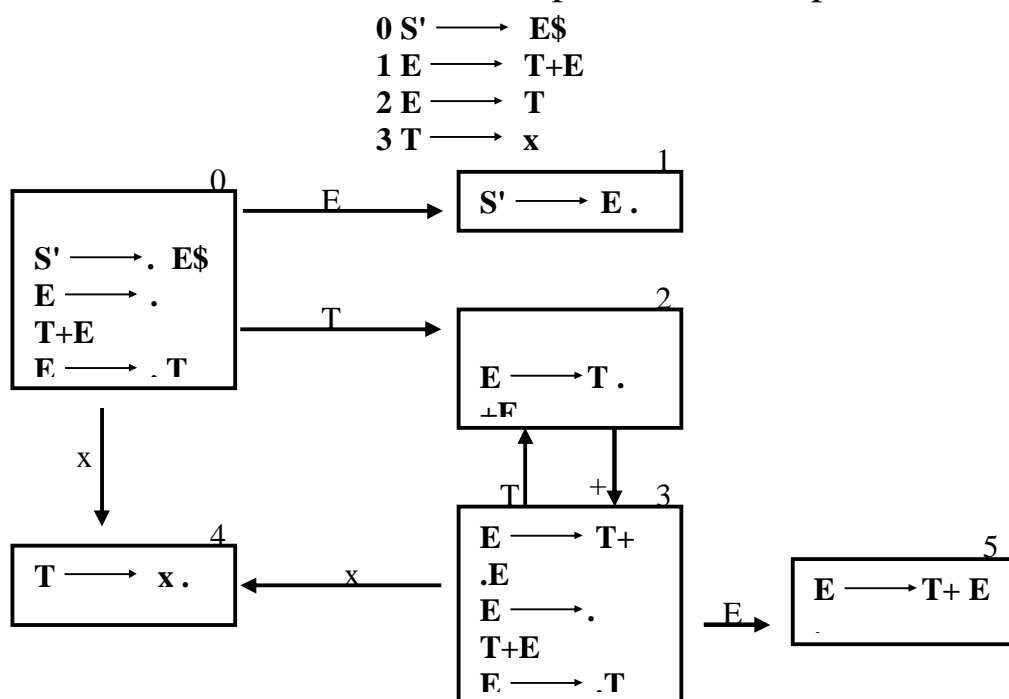 0 S' ⟶ E$
1 E ⟶ T+E
2 E ⟶ T
3 T ⟶ x
0
S' ⟶ . E$
E ⟶ .
T+E
E ⟶ . T
E
1
S' ⟶ E .
T
2
E ⟶ T .
+E
x
T
+
4
T ⟶ x .
x
3
E ⟶ T+
.E
E ⟶ .
T+E
E ⟶ .T
E
5
E ⟶ T+ E
.